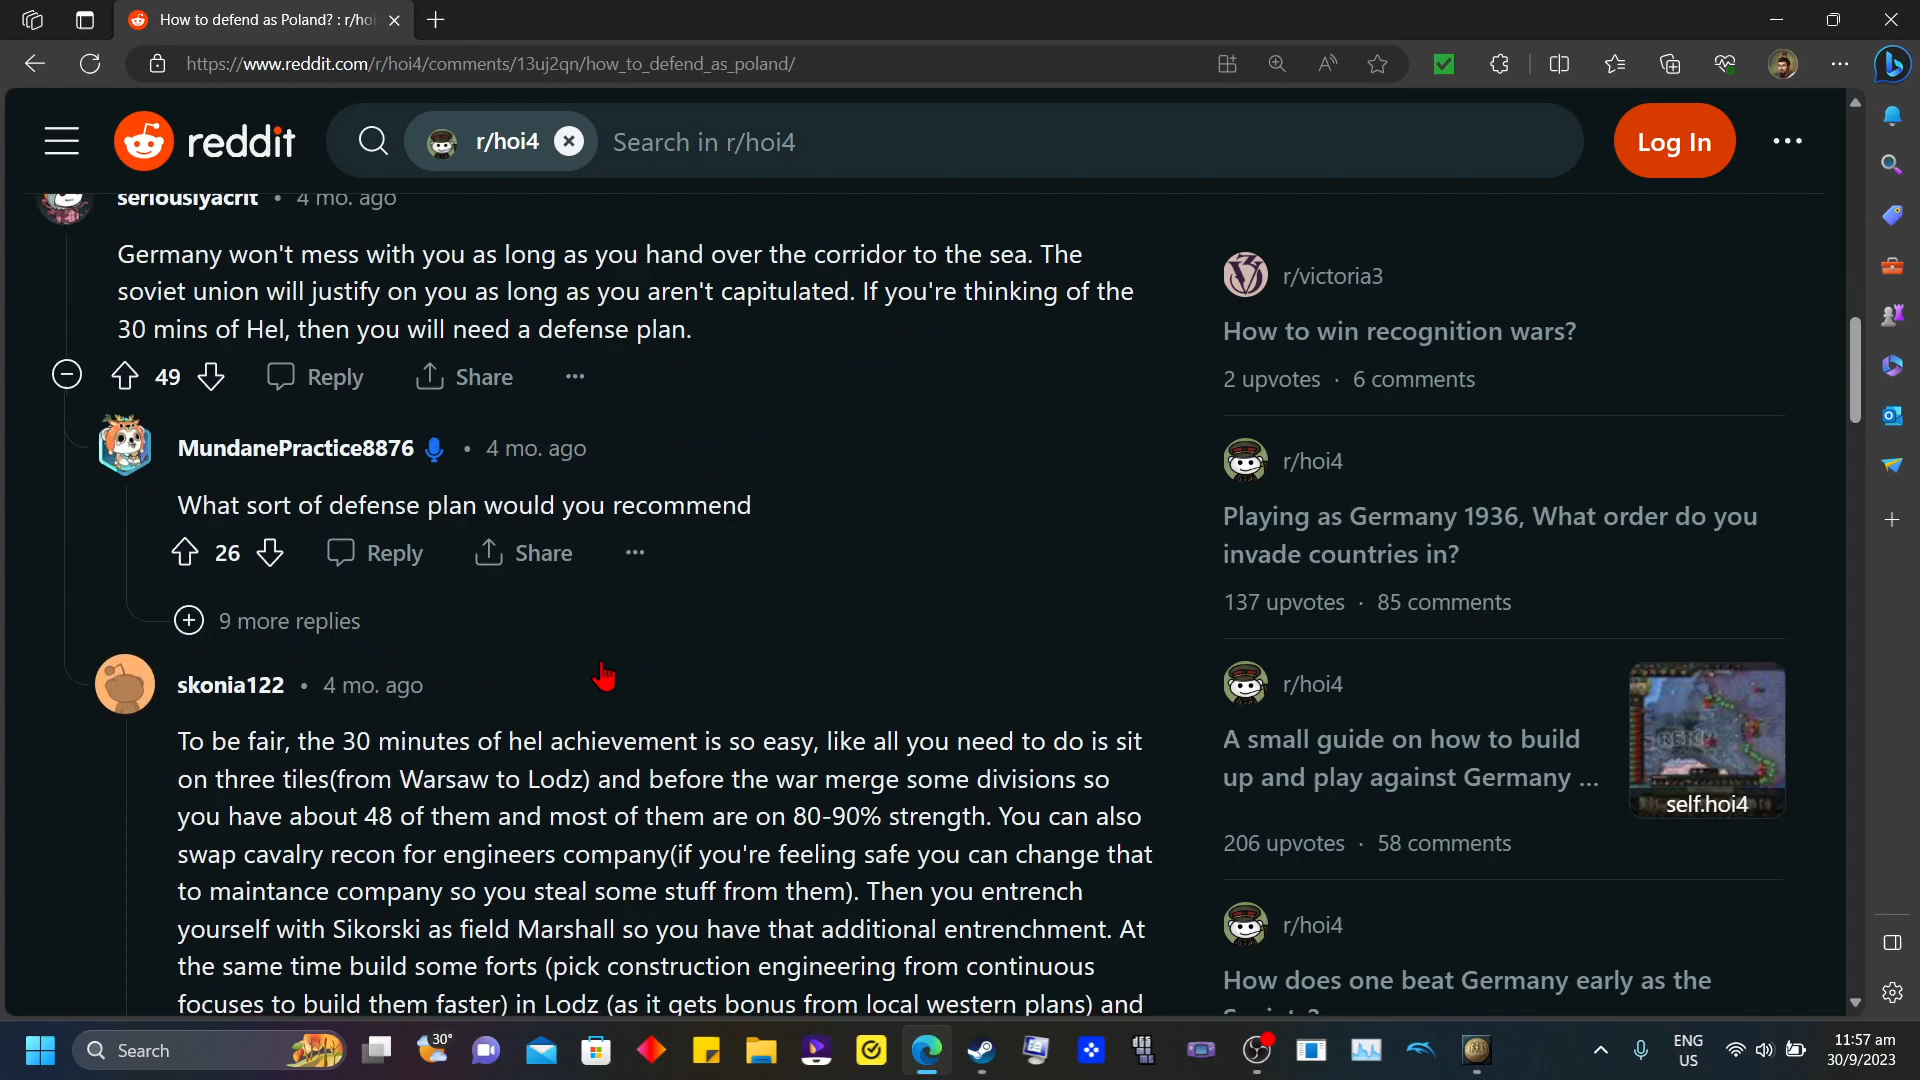 How to defend as Poland? : r/hoi
https://www.reddit.com/r/hoi4/comments/13uj2qn/how_to_defend_as_poland/
reddit
r/hoi4
Search in r/hoi4
Log In
seriouslyacrit • 4 mo. ago
Germany won't mess with you as long as you hand over the corridor to the sea. The
soviet union will justify on you as long as you aren't capitulated. If you're thinking of the
30 mins of Hel, then you will need a defense plan.
49 Reply Share
MundanePractice8876 • 4 mo. ago
What sort of defense plan would you recommend
26 Reply Share
9 more replies
skonia122 • 4 mo. ago
To be fair, the 30 minutes of hel achievement is so easy, like all you need to do is sit
on three tiles(from Warsaw to Lodz) and before the war merge some divisions so
you have about 48 of them and most of them are on 80-90% strength. You can also
swap cavalry recon for engineers company(if you're feeling safe you can change that
to maintance company so you steal some stuff from them). Then you entrench
yourself with Sikorski as field Marshall so you have that additional entrenchment. At
the same time build some forts (pick construction engineering from continuous
focuses to build them faster) in Lodz (as it gets bonus from local western plans) and
r/victoria3
How to win recognition wars?
2 upvotes · 6 comments
r/hoi4
Playing as Germany 1936, What order do you
invade countries in?
137 upvotes · 85 comments
r/hoi4
A small guide on how to build
up and play against Germany ...
self.hoi4
206 upvotes · 58 comments
r/hoi4
How does one beat Germany early as the
Search
30°
ENG
US
11:57 am
30/9/2023